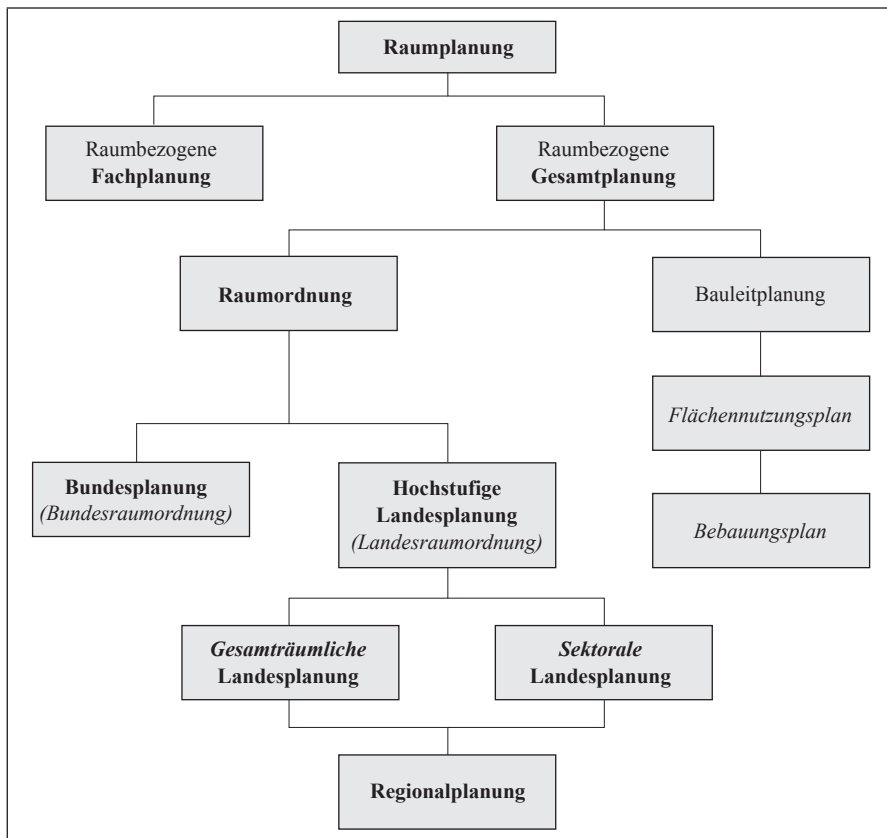 Raumplanung
Raumbezogene
Fachplanung
Raumbezogene
Gesamtplanung
Raumordnung
Bauleitplanung
Flächennutzungsplan
Bundesplanung
(Bundesraumordnung)
Hochstufige
Landesplanung
(Landesraumordnung)
Bebauungsplan
Gesamträumliche
Landesplanung
Sektorale
Landesplanung
Regionalplanung